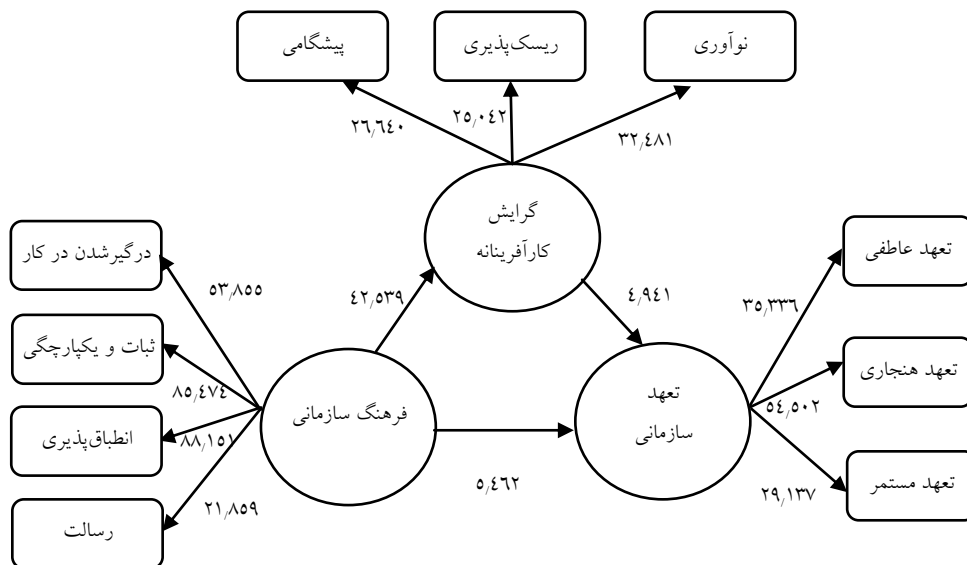 نوآوری
ریسک‌پذیری
پیشگامی
۳۲٫۴۸۱
۲۵٫۰۴۲
۲۶٫۶۴۰
گرایش
کارآفرینانه
تعهد عاطفی
درگیرشدن در کار
۳۵٫۳۳۶
۴٫۹۴۱
۴۲٫۵۳۹
۵۳٫۸۵۵
تعهد هنجاری
ثبات و یکپارچگی
۵۴٫۵۰۲
تعهد
سازمانی
فرهنگ سازمانی
۸۵٫۴۷۴
انطباق‌پذیری
۸۸٫۱۵۱
تعهد مستمر
۲۹٫۱۳۷
۵٫۴۶۲
۲۱٫۸۵۹
رسالت